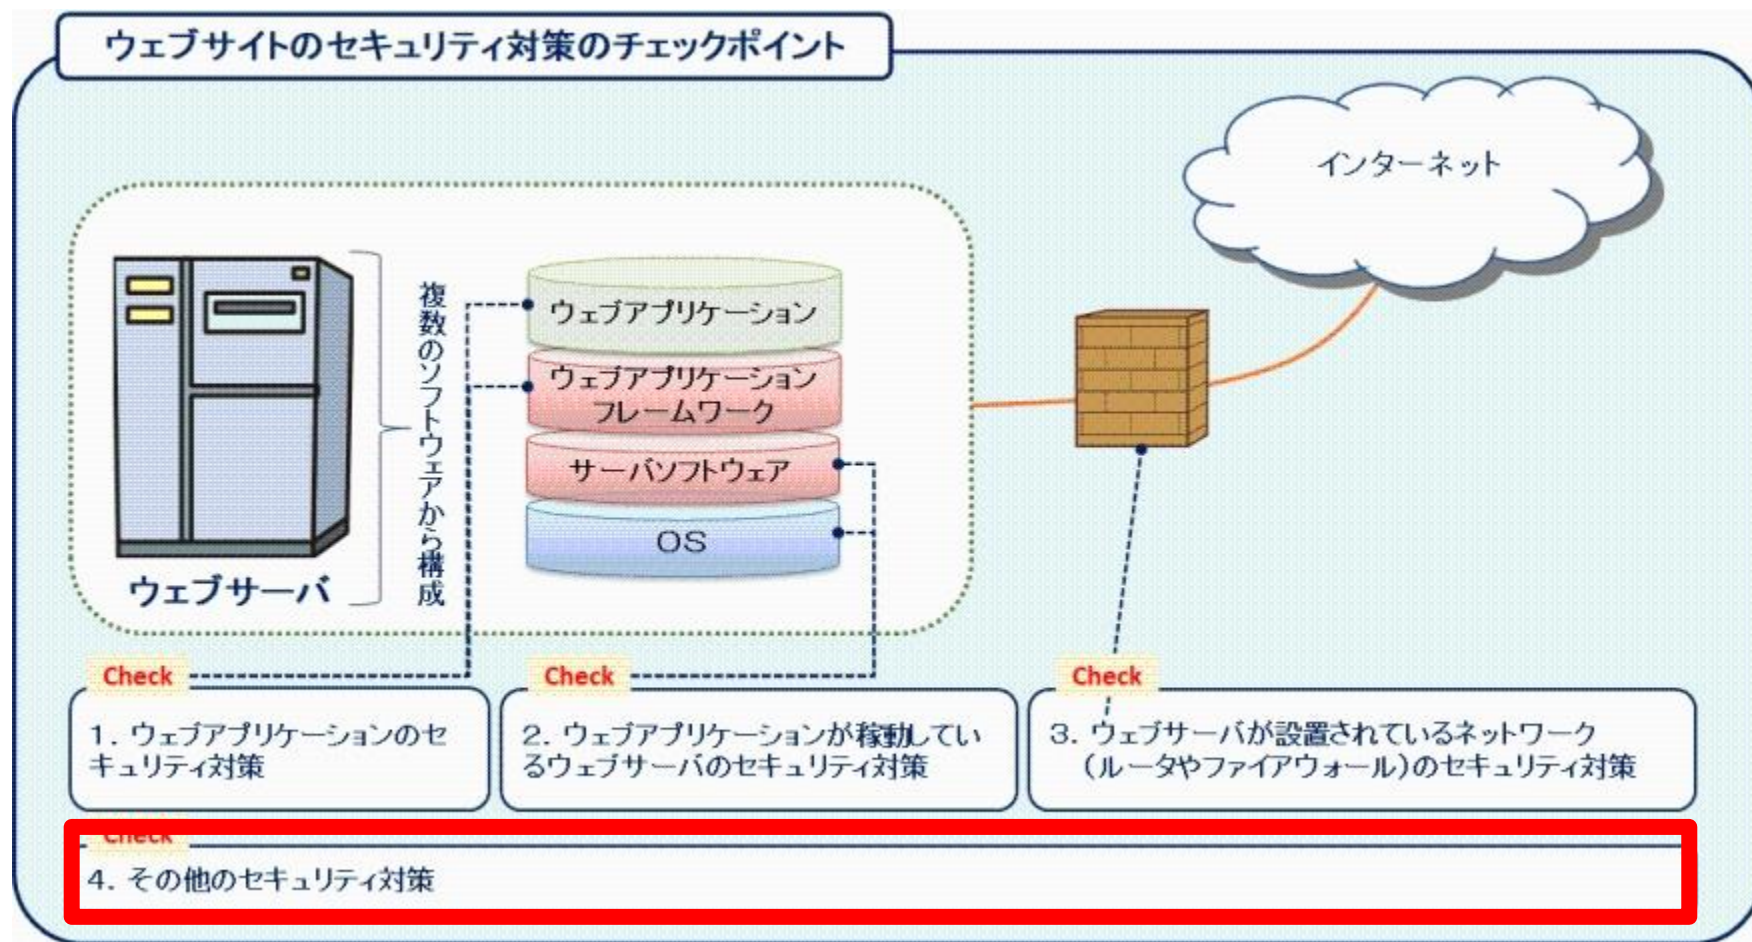 ウェブサイトのセキュリティ対策のチェックポイント
インターネット
複数のソフトウェアから構成
ウェブアプリケーション
ウェブアプリケーション
フレームワーク
サーバソフトウェア
OS
ウェブサーバ
Check
1. ウェブアプリケーションのセ
キュリティ対策
Check
2. ウェブアプリケーションが稼動してい
るウェブサーバのセキュリティ対策
Check
3. ウェブサーバが設置されているネットワーク
(ルータやファイアウォール)のセキュリティ対策
Check
4. その他のセキュリティ対策